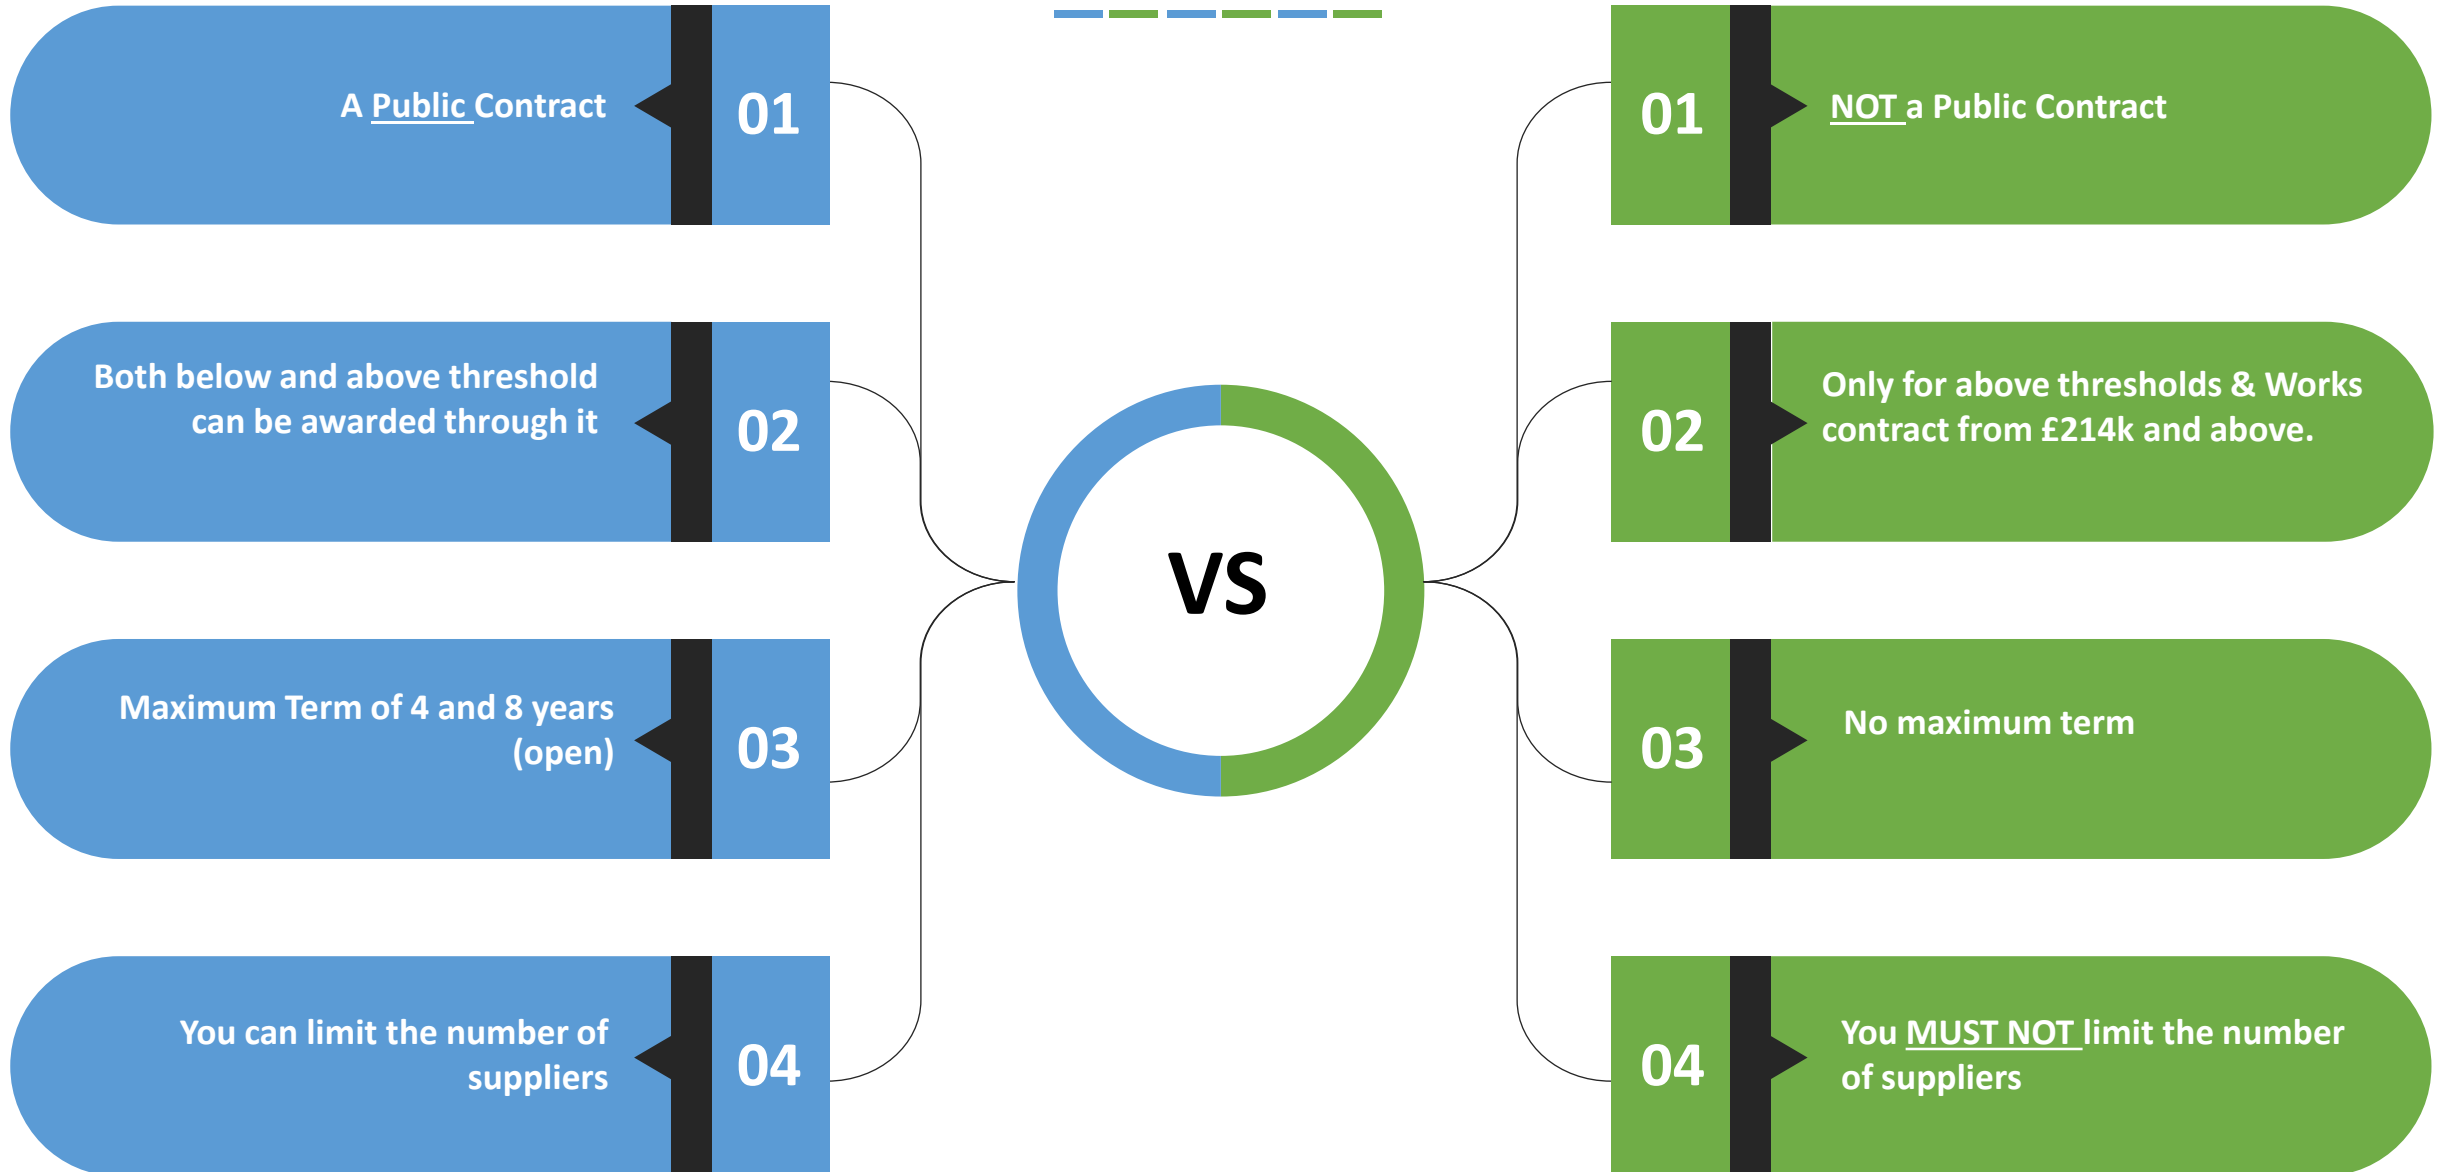 A Public Contract
01
Both below and above threshold
can be awarded through it
02
Maximum Term of 4 and 8 years
(open)
03
You can limit the number of
suppliers
04
VS
01
NOT a Public Contract
02
Only for above thresholds & Works
contract from £214k and above.
03
No maximum term
04
You MUST NOT limit the number
of suppliers